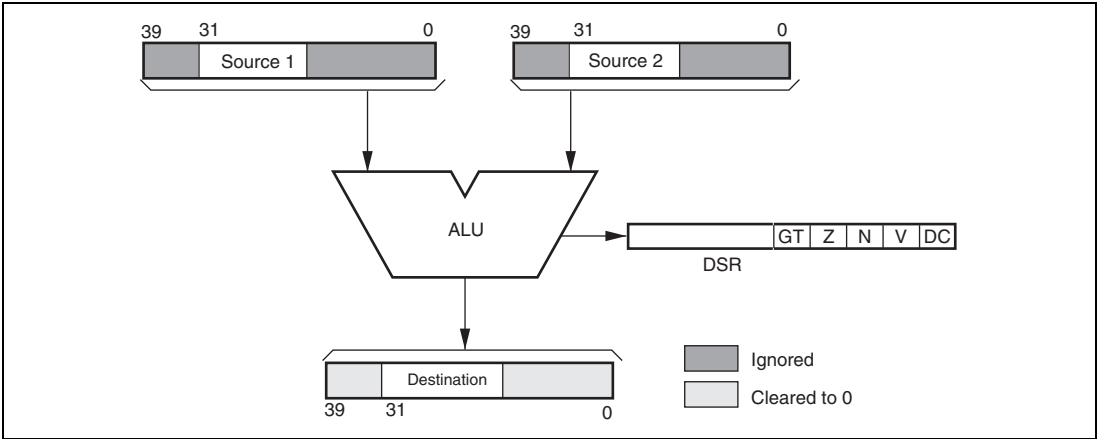 39 31 0
Source 1
39 31 0
Source 2
ALU
GT Z N V DC
DSR
Destination
39 31 0
Ignored
Cleared to 0